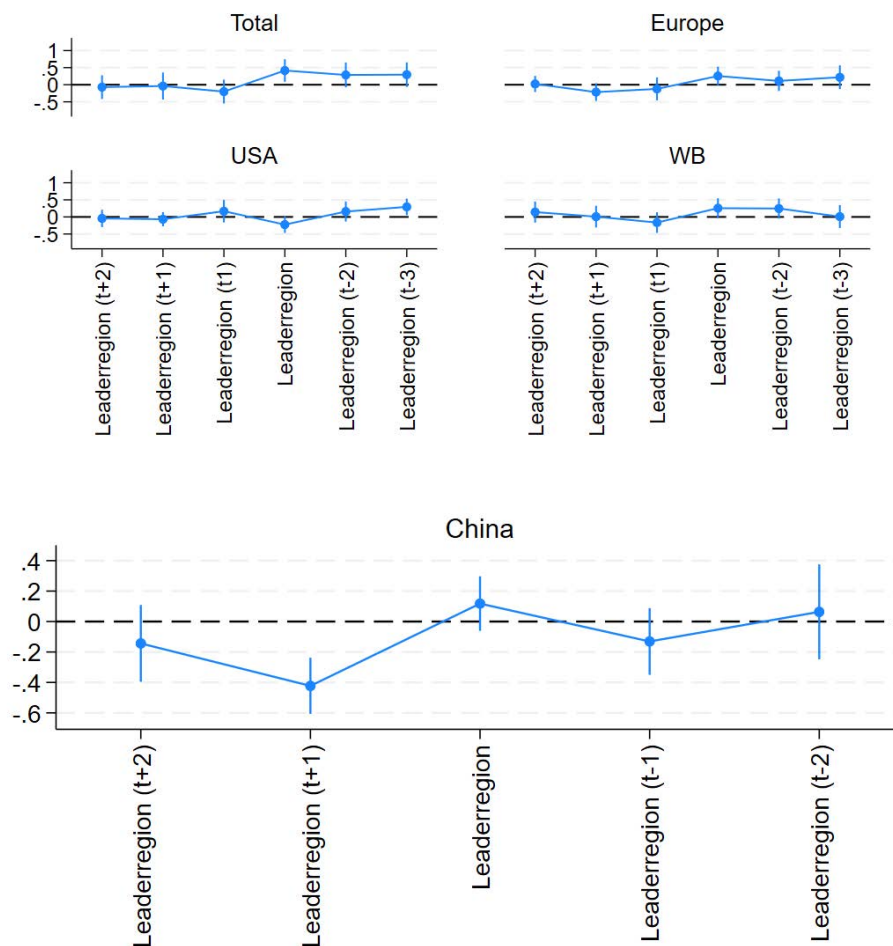 Total
Europe
1
.5
0
-.5
USA
WB
1
.5
0
-.5
Leaderregion (t+2)
Leaderregion (t+1)
Leaderregion (t1)
Leaderregion
Leaderregion (t-2)
Leaderregion (t-3)
Leaderregion (t+2)
Leaderregion (t+1)
Leaderregion (t1)
Leaderregion
Leaderregion (t-2)
Leaderregion (t-3)
China
.4
.2
0
-.2
-.4
-.6
Leaderregion (t+2)
Leaderregion (t+1)
Leaderregion
Leaderregion (t-1)
Leaderregion (t-2)